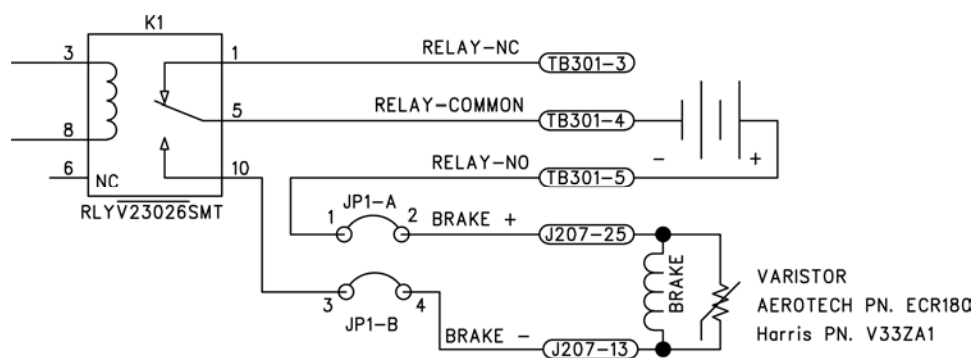 K1
3
1
RELAY-NC
TB301-3
RELAY-COMMON
5
TB301-4
8
- +
6
NC
10
RELAY-NO
TB301-5
RLYV23026SMT
JP1-A
1
2
BRAKE +
J207-25
BRAKE
VARISTOR
AEROTECH PN. ECR180
Harris PN. V33ZA1
3
4
JP1-B
BRAKE -
J207-13